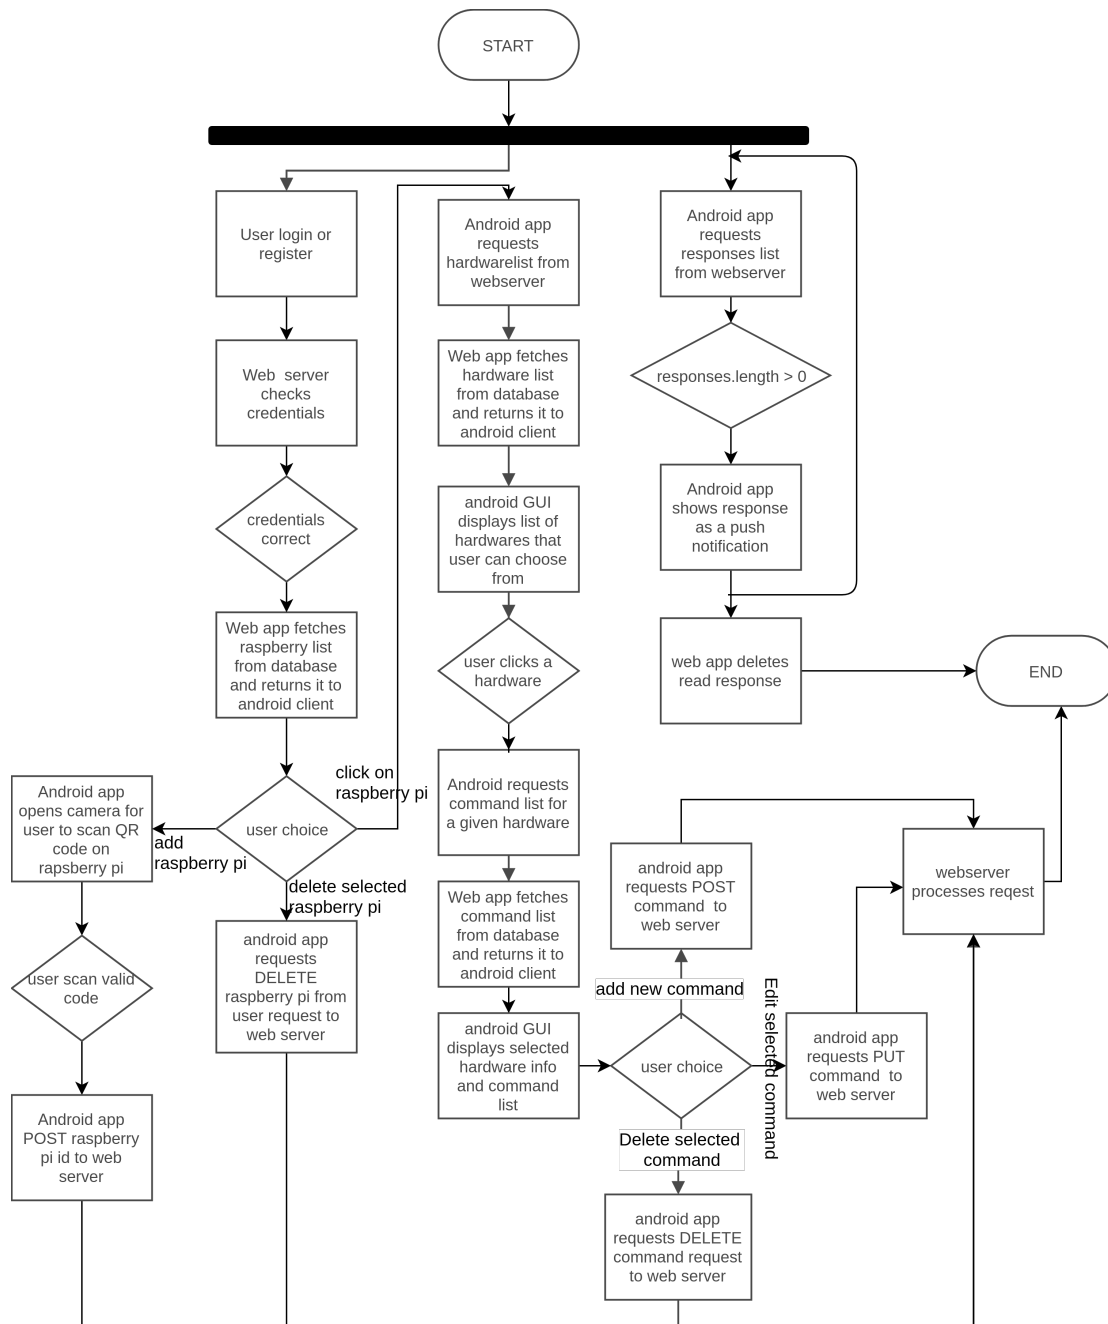 START
User login or
register
Android app
requests
hardwarelist from
webserver
Android app
requests
responses list
from webserver
Web  server
checks
credentials
Web app fetches
hardware list
from database
and returns it to
android client
responses.length > 0
credentials
correct
android GUI
displays list of
hardwares that
user can choose
from
Android app
shows response
as a push
notification
Web app fetches
raspberry list
from database
and returns it to
android client
user clicks a
hardware
web app deletes
read response
END
click on
raspberry pi
Android app
opens camera for
user to scan QR
code on
rapsberry pi
add
raspberry pi
user choice
delete selected
raspberry pi
Android requests
command list for
a given hardware
android app
requests POST
command  to
web server
webserver
processes reqest
user scan valid
code
android app
requests
DELETE
raspberry pi from
user request to
web server
Web app fetches
command list
from database
and returns it to
android client
add new command
Edit selected command
android GUI
displays selected
hardware info
and command
list
user choice
android app
requests PUT
command  to
web server
Android app
POST raspberry
pi id to web
server
Delete selected
command
android app
requests DELETE
command request
to web server